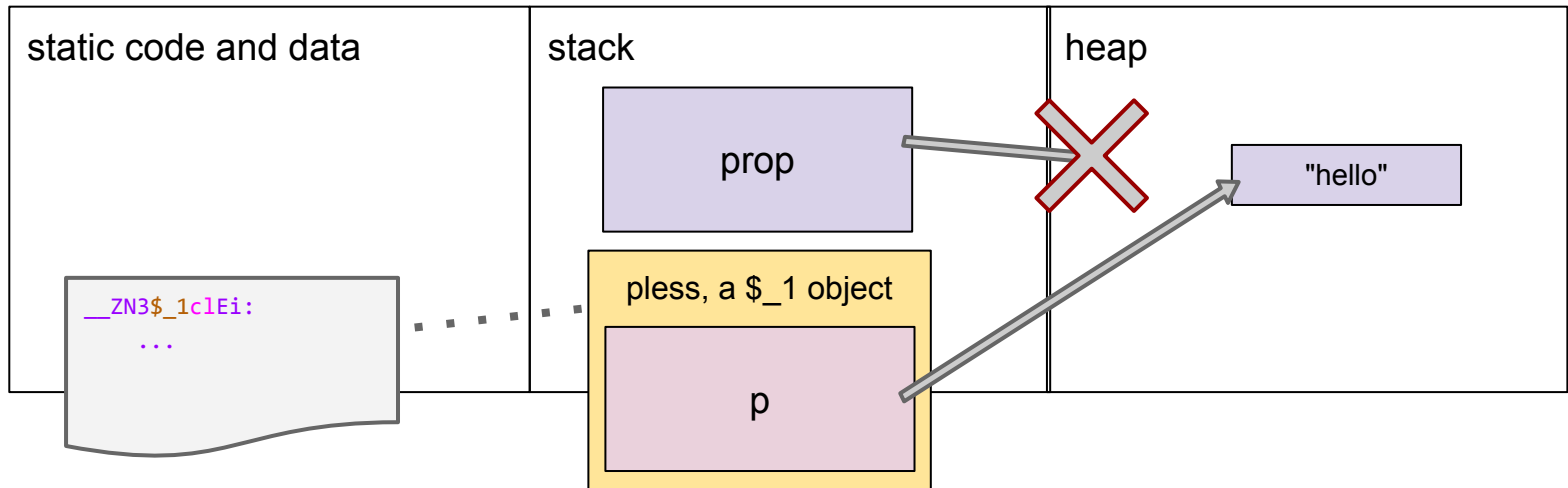 static code and data
stack
heap
prop
"hello"
pless, a $_1 object
__ZN3$_1clEi:
...
p